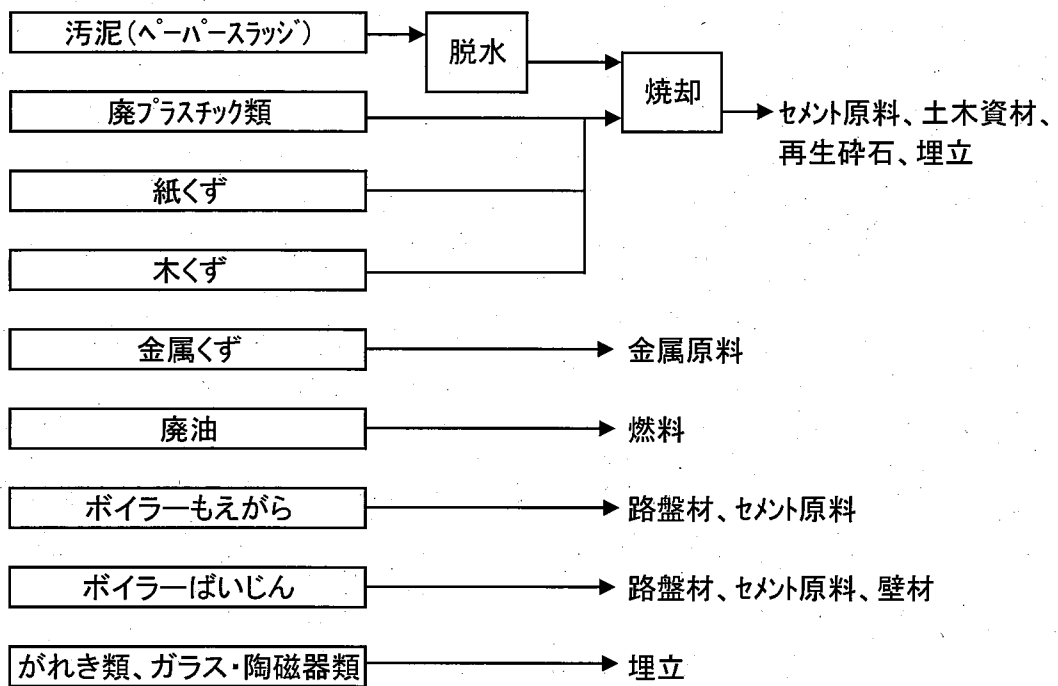 汚泥(ﾍﾟｰﾊﾟｰｽﾗｯｼﾞ)
脱水
焼却
廃ﾌﾟﾗｽﾁｯｸ類
セメント原料、土木資材、
再生砕石、埋立
紙くず
木くず
金属くず
金属原料
廃油
燃料
ボイラーもえがら
路盤材、セメント原料
ボイラーばいじん
路盤材、セメント原料、壁材
がれき類、ガラス・陶磁器類
埋立